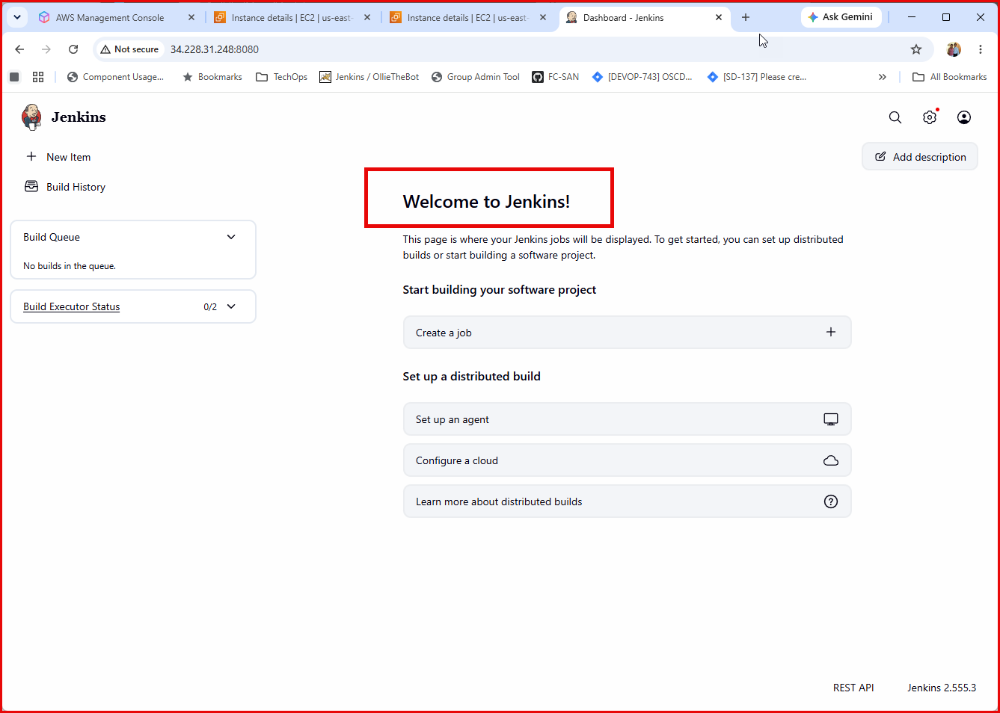 AWS Management Console
Instance details | EC2 | us-east-
Instance details | EC2 | us-east-
Dashboard - Jenkins
Ask Gemini
Not secure
34.228.31.248:8080
Component Usage...
Bookmarks
TechOps
Jenkins / OllieTheBot
Group Admin Tool
FC-SAN
[DEVOP-743] OSCD...
[SD-137] Please cre...
All Bookmarks
Jenkins
New Item
Add description
Build History
Welcome to Jenkins!
Build Queue
No builds in the queue.
Build Executor Status
0/2
This page is where your Jenkins jobs will be displayed. To get started, you can set up distributed
builds or start building a software project.
Start building your software project
Create a job
Set up a distributed build
Set up an agent
Configure a cloud
Learn more about distributed builds
REST API
Jenkins 2.555.3